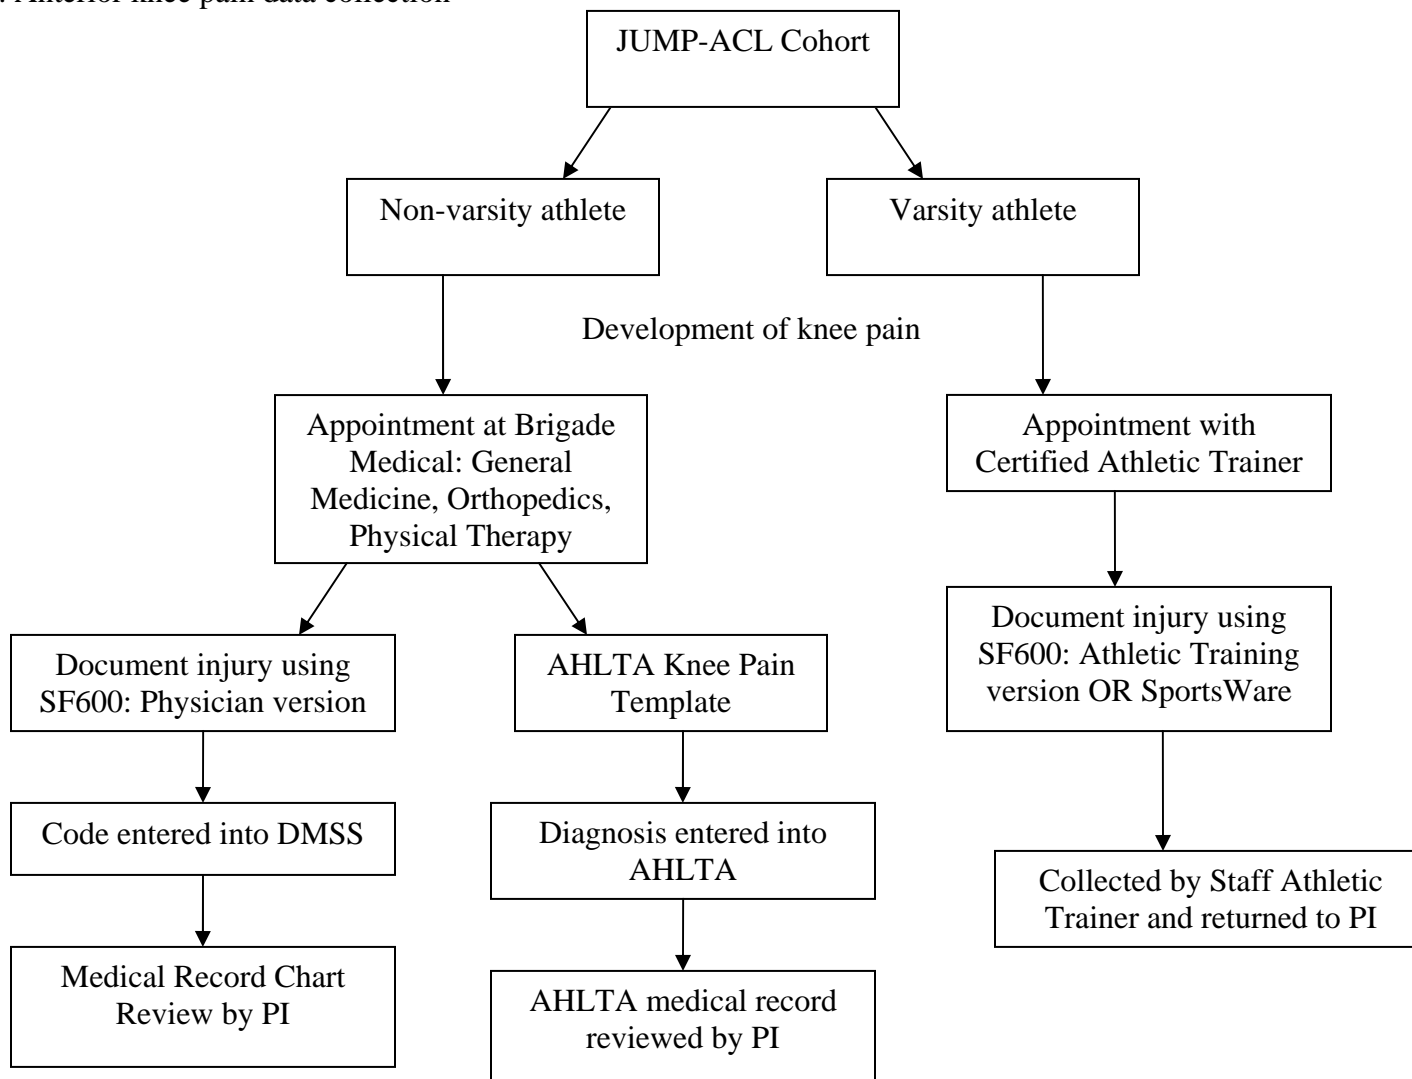 : Anterior knee pain data collection
JUMP-ACL Cohort
Non-varsity athlete
Varsity athlete
Development of knee pain
Appointment at Brigade
Medical: General
Medicine, Orthopedics,
Physical Therapy
Appointment with
Certified Athletic Trainer
Document injury using
SF600: Physician version
AHLTA Knee Pain
Template
Document injury using
SF600: Athletic Training
version OR SportsWare
Code entered into DMSS
Diagnosis entered into
AHLTA
Collected by Staff Athletic
Trainer and returned to PI
Medical Record Chart
Review by PI
AHLTA medical record
reviewed by PI